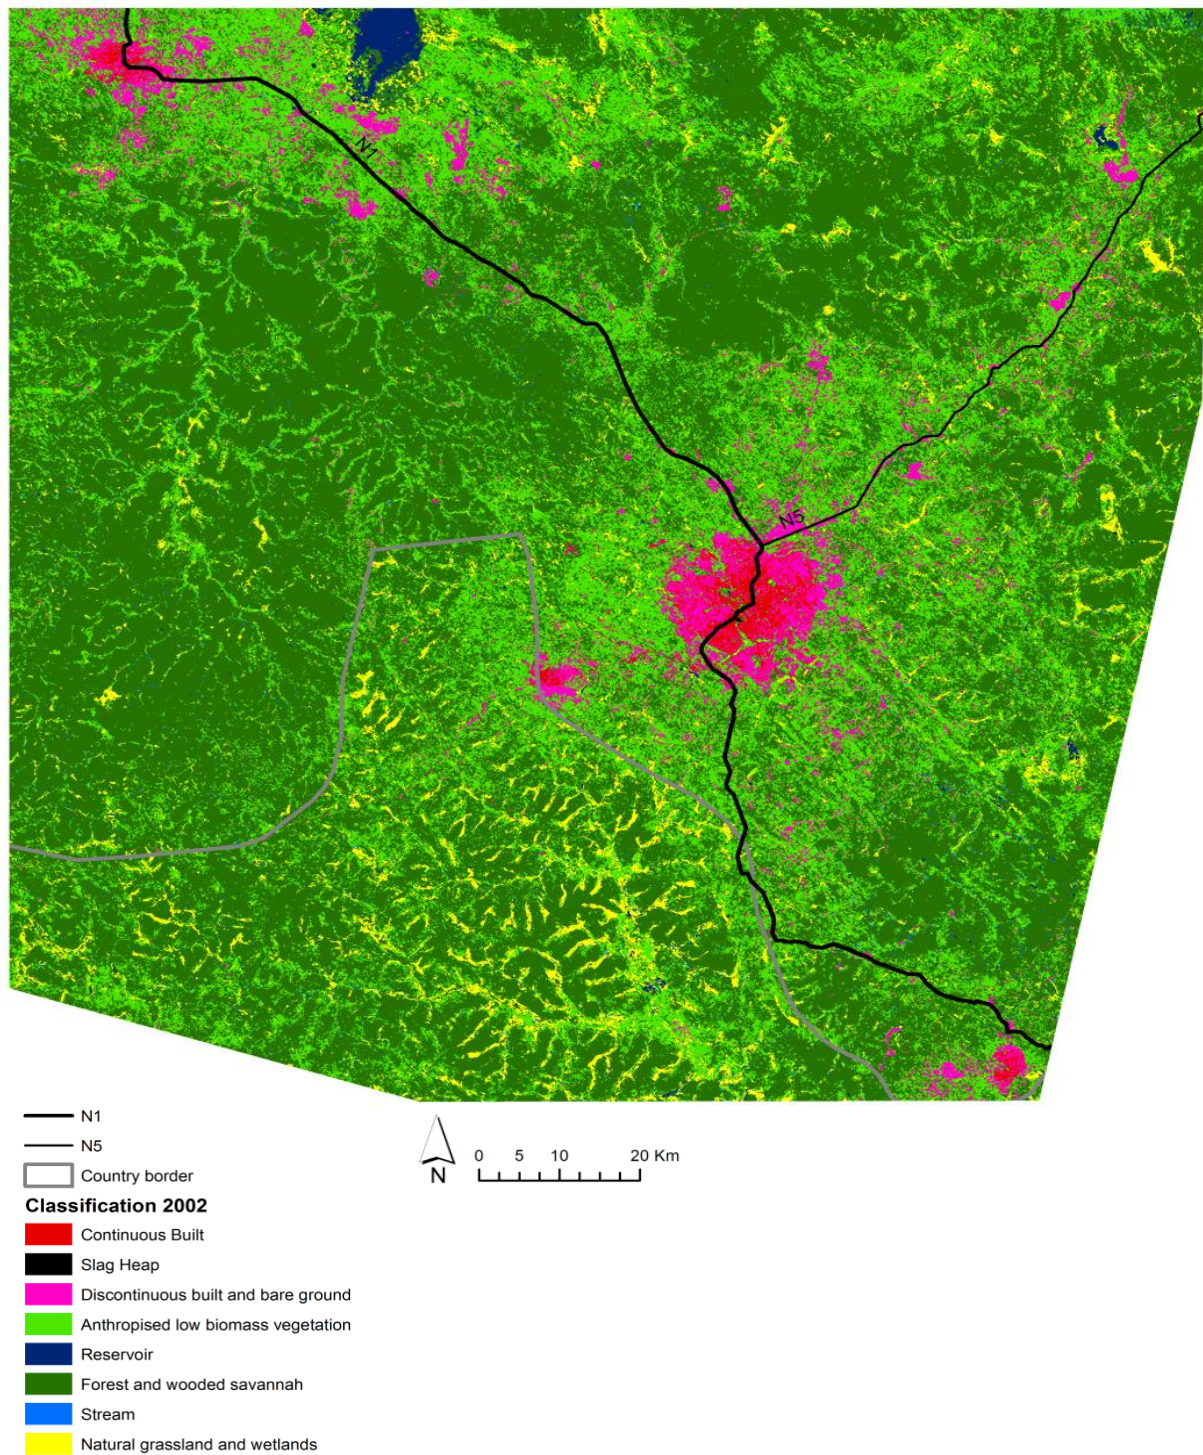 N1
N5
N1
N5
Country border
N
0 5 10 20 Km
Classification 2002
Continuous Built
Slag Heap
Discontinuous built and bare ground
Anthropised low biomass vegetation
Reservoir
Forest and wooded savannah
Stream
Natural grassland and wetlands